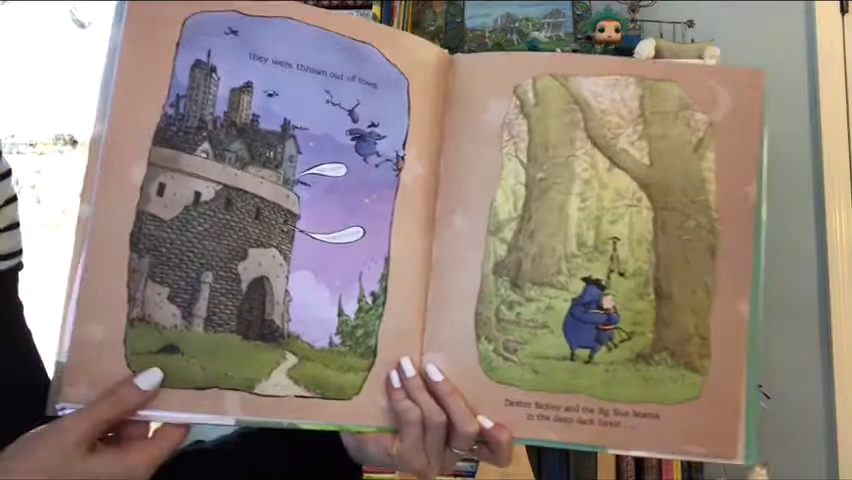 they were thrown out of town.
Dexter Bexley and the Big Blue Beastie
in the deep dark forest . . .